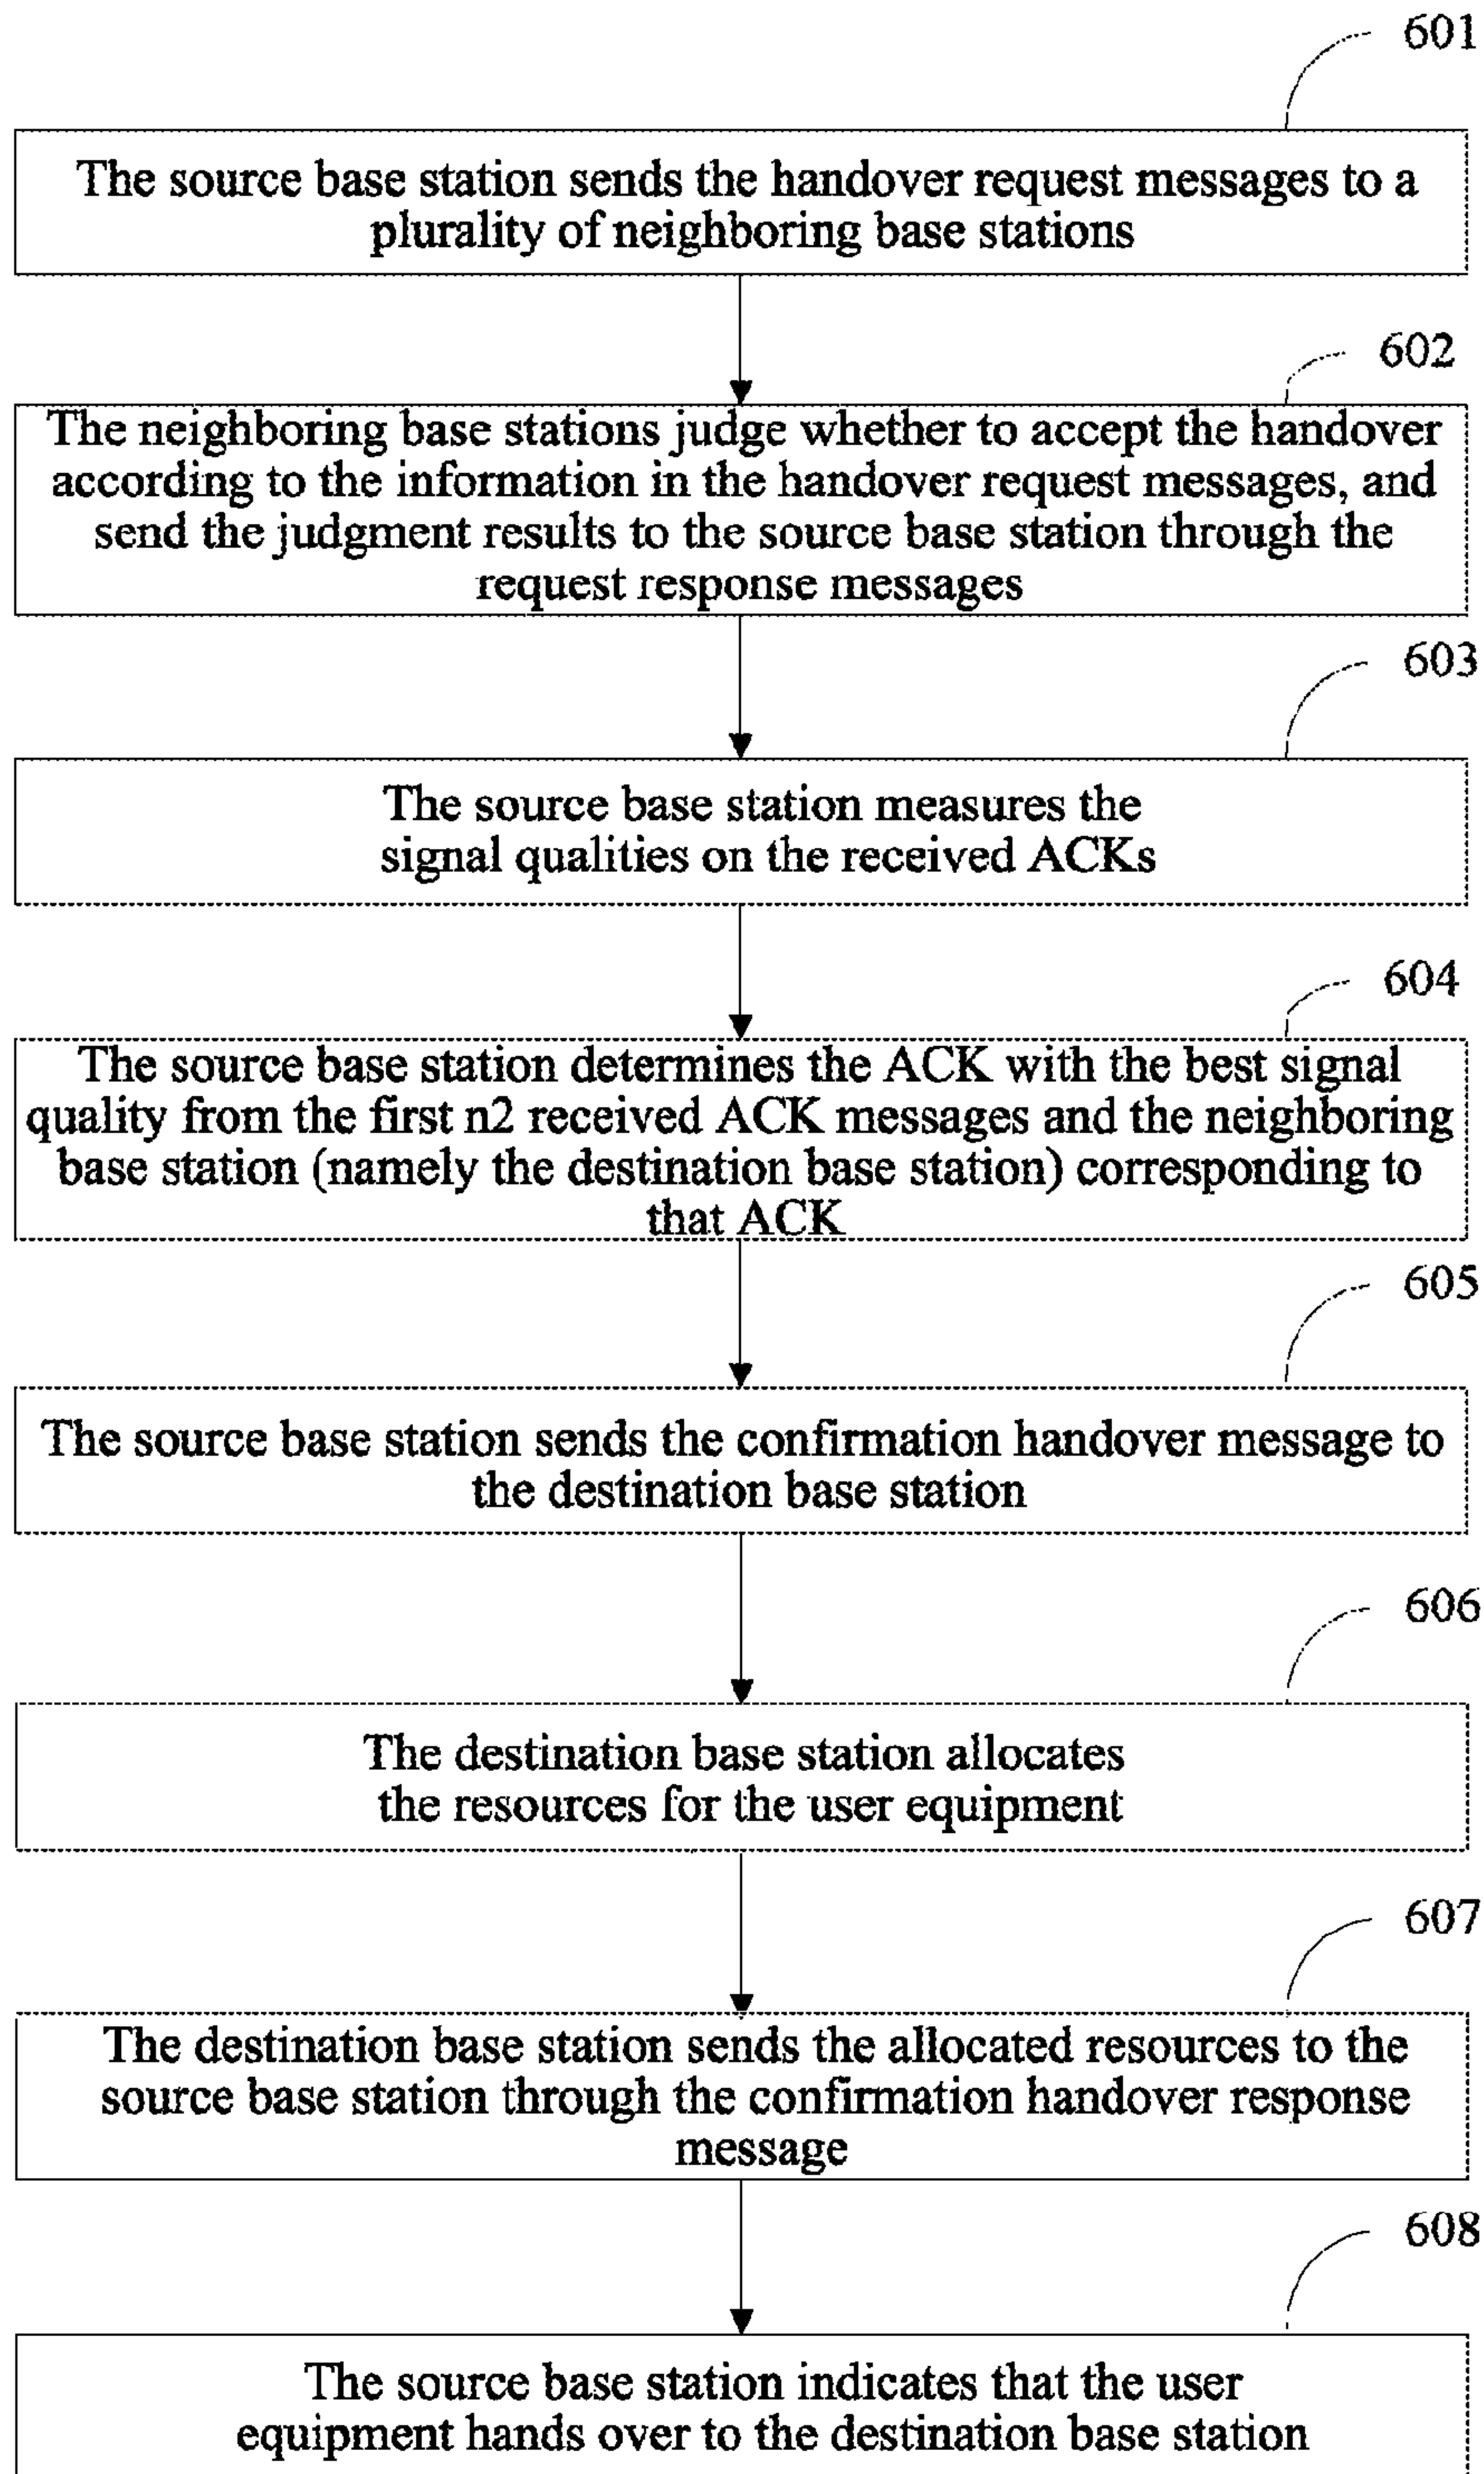 601
The source base station sends the handover request messages to a
plurality of neighboring base stations
602
The neighboring base stations judge whether to accept the handover
according to the information in the handover request messages, and
send the judgment results to the source base station through the
request response messages
603
The source base station measures the
signal qualities on the received ACKs
604
The source base station determines the ACK with the best signal
quality from the first n2 received ACK messages and the neighboring
base station (namely the destination base station) corresponding to
that ACK
605
The source base station sends the confirmation handover message to
the destination base station
606
The destination base station allocates
the resources for the user equipment
607
The destination base station sends the allocated resources to the
source base station through the confirmation handover response
message
608
The source base station indicates that the user
equipment hands over to the destination base station